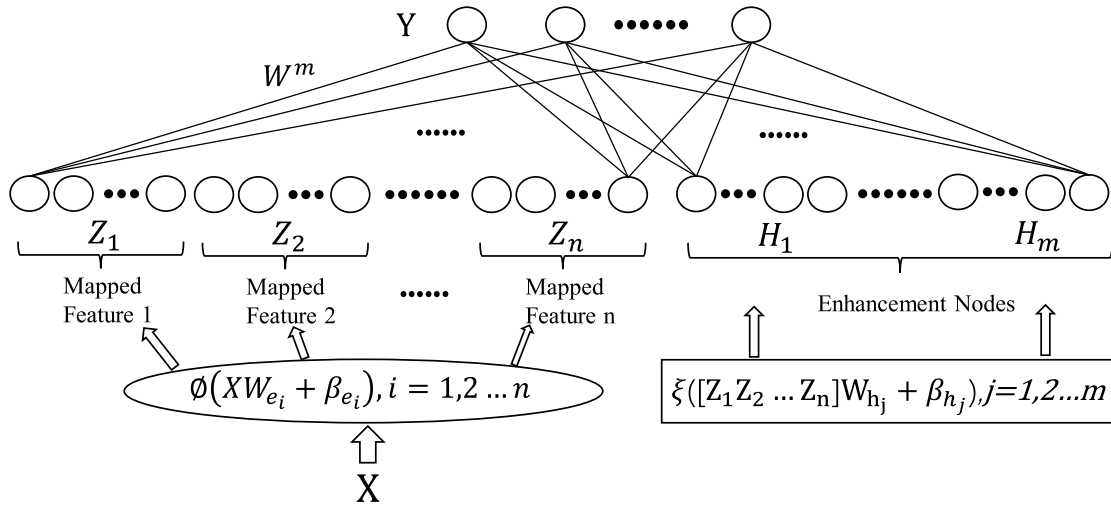 Y
W^m
Z_1 Z_2 Z_n H_1 H_m
Mapped Feature 1
Mapped Feature 2
Mapped Feature n
Enhancement Nodes
∅(XW_{e_i} + β_{e_i}), i = 1,2 … n
ξ([Z_1Z_2 … Z_n]W_{h_j} + β_{h_j}),j=1,2…m
X